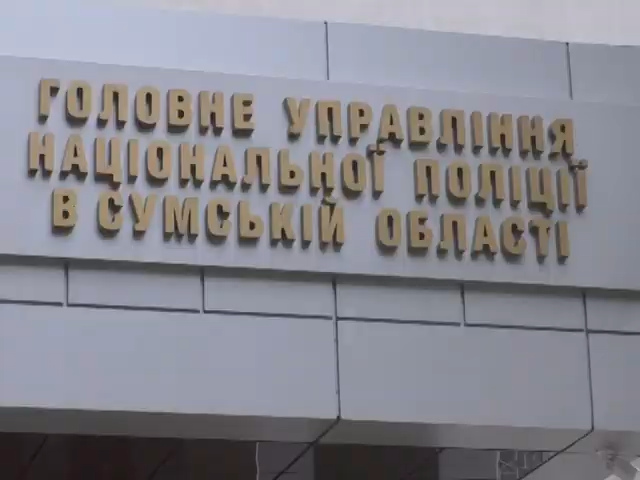 ГОЛОВНЕ УПРАВЛІННЯ
НАЦІОНАЛЬНОЇ ПОЛІЦІЇ
В СУМСЬКІЙ ОБЛАСТІ